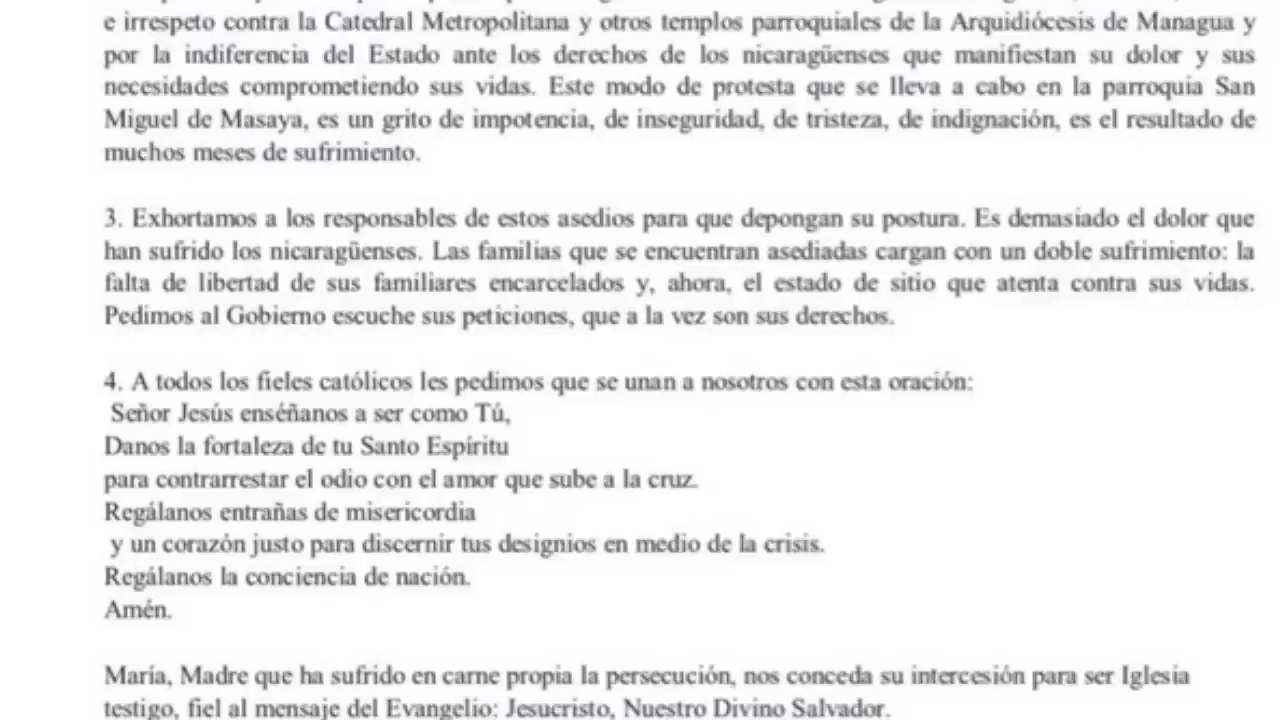 e irrespeto contra la Catedral Metropolitana y otros templos parroquiales de la Arquidiócesis de Managua y
por la indiferencia del Estado ante los derechos de los nicaragüenses que manifiestan su dolor y sus
necesidades comprometiendo sus vidas. Este modo de protesta que se lleva a cabo en la parroquia San
Miguel de Masaya, es un grito de impotencia, de inseguridad, de tristeza, de indignación, es el resultado de
muchos meses de sufrimiento.
3. Exhortamos a los responsables de estos asedios para que depongan su postura. Es demasiado el dolor que
han sufrido los nicaragüenses. Las familias que se encuentran asediadas cargan con un doble sufrimiento: la
falta de libertad de sus familiares encarcelados y, ahora, el estado de sitio que atenta contra sus vidas.
Pedimos al Gobierno escuche sus peticiones, que a la vez son sus derechos.
4. A todos los fieles católicos les pedimos que se unan a nosotros con esta oración:
Señor Jesús enséñanos a ser como Tú,
Danos la fortaleza de tu Santo Espíritu
para contrarrestar el odio con el amor que sube a la cruz.
Regálanos entrañas de misericordia
y un corazón justo para discernir tus designios en medio de la crisis.
Regálanos la conciencia de nación.
Amén.
María, Madre que ha sufrido en carne propia la persecución, nos conceda su intercesión para ser Iglesia
testigo, fiel al mensaje del Evangelio: Jesucristo, Nuestro Divino Salvador.